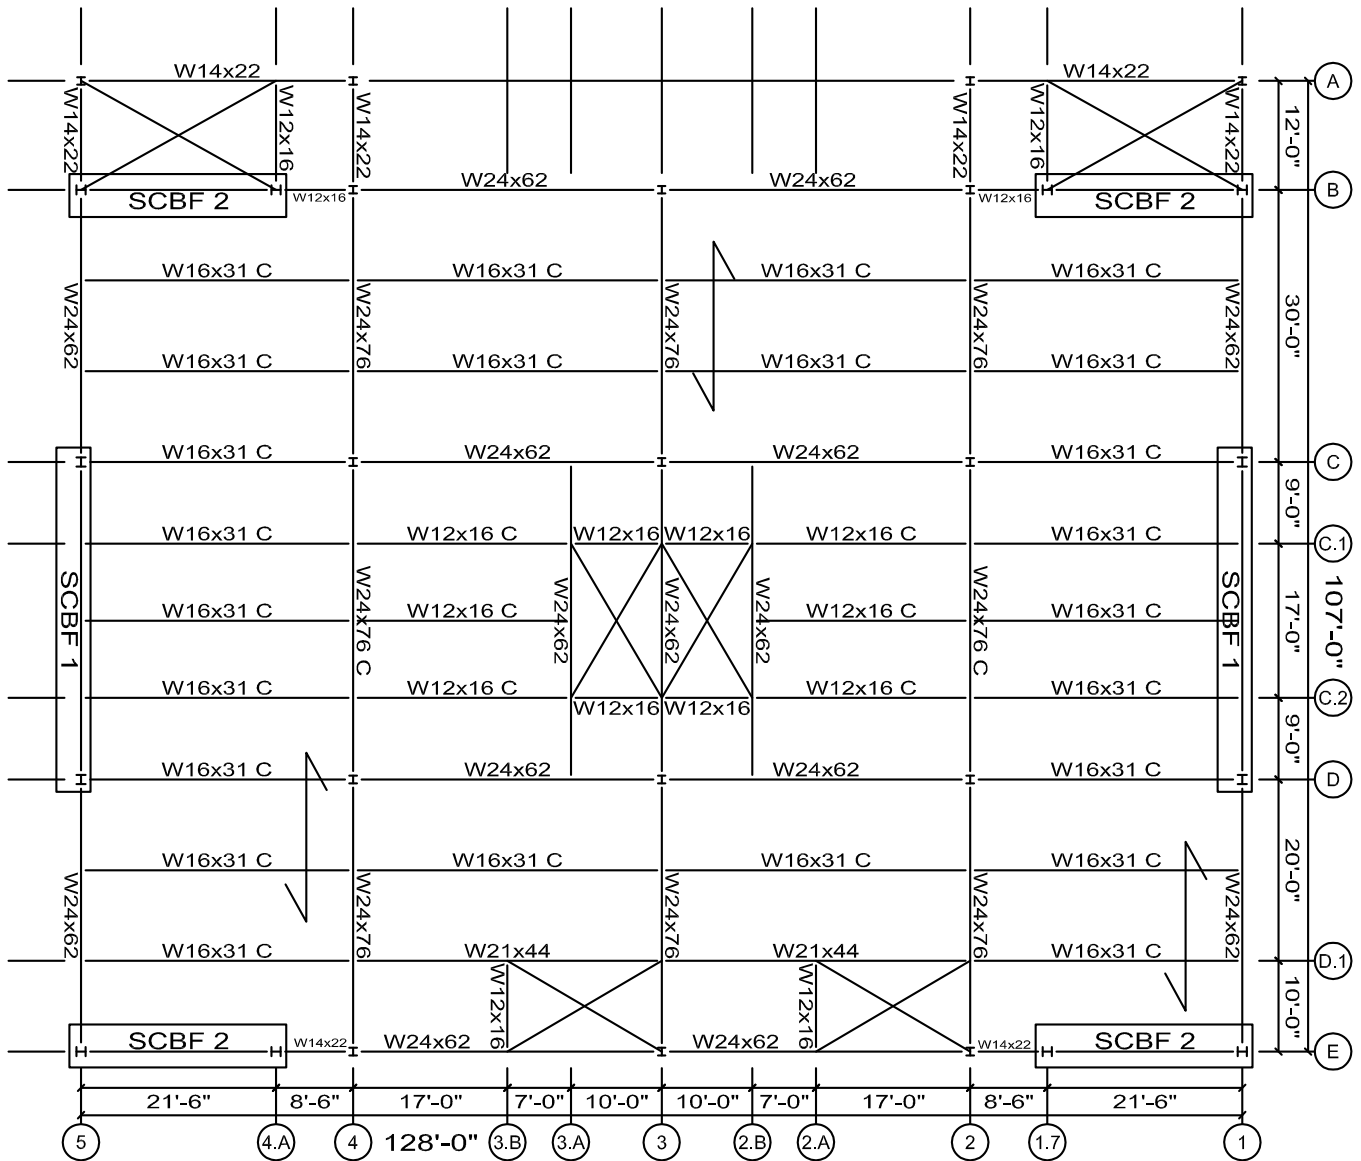 W14x22 W14x22 A
W14x22 W12x16 W14x22 W14x22 W12x16 W14x22 12'-0"
W24x62 W24x62 B
SCBF 2 W12x16 W12x16 SCBF 2
W16x31 C W16x31 C W16x31 C W16x31 C
W24x62 W24x76 W24x76 W24x76 W24x62 30'-0"
W16x31 C W16x31 C W16x31 C W16x31 C
W16x31 C W24x62 W24x62 W16x31 C C
9'-0"
W16x31 C W12x16 C W12x16 W12x16 W12x16 C W16x31 C C.1
SCBF 1 W24x76 C W24x62 W24x62 W24x62 W24x76 C SCBF 1 17'-0" 107'-0"
W16x31 C W12x16 C W12x16 C W16x31 C
W16x31 C W12x16 C W12x16 C W16x31 C C.2
W12x16 W12x16
9'-0"
W16x31 C W24x62 W24x62 W16x31 C D
W16x31 C W16x31 C W16x31 C W16x31 C 20'-0"
W24x62 W24x76 W24x76 W24x76 W24x62
W16x31 C W21x44 W21x44 W16x31 C D.1
W12x16 W12x16 10'-0"
SCBF 2 W14x22 W24x62 W24x62 W14x22 SCBF 2 E
21'-6" 8'-6" 17'-0" 7'-0" 10'-0" 10'-0" 7'-0" 17'-0" 8'-6" 21'-6"
5 4.A 4 128'-0" 3.B 3.A 3 2.B 2.A 2 1.7 1